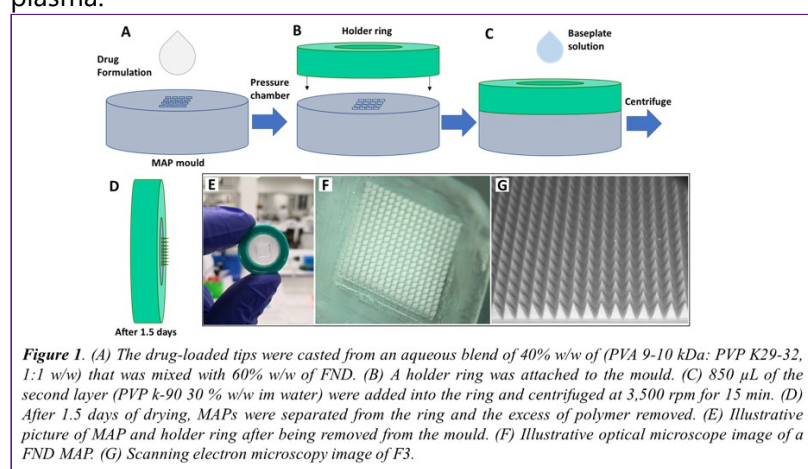 plasma.
A
B
C
Holder ring
Baseplate
solution
Drug
Formulation
Pressure
chamber
Centrifuge
MAP mould
D
E
F
G
After 1.5 days
Figure 1. (A) The drug-loaded tips were casted from an aqueous blend of 40% w/w of (PVA 9-10 kDa: PVP K29-32,
1:1 w/w) that was mixed with 60% w/w of FND. (B) A holder ring was attached to the mould. (C) 850 µL of the
second layer (PVP k-90 30 % w/w im water) were added into the ring and centrifuged at 3,500 rpm for 15 min. (D)
After 1.5 days of drying, MAPs were separated from the ring and the excess of polymer removed. (E) Illustrative
picture of MAP and holder ring after being removed from the mould. (F) Illustrative optical microscope image of a
FND MAP. (G) Scanning electron microscopy image of F3.